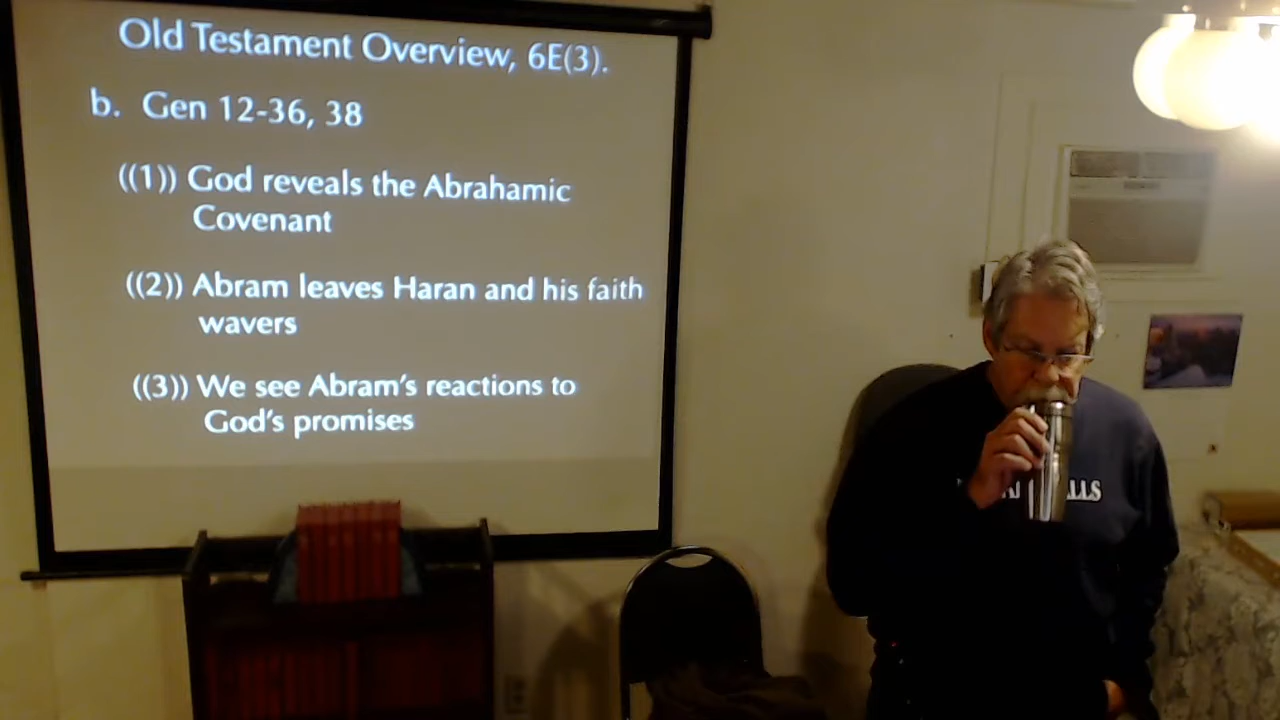 Old Testament Overview, 6E(3).
b. Gen 12-36, 38
((1)) God reveals the Abrahamic
Covenant
((2)) Abram leaves Haran and his faith
wavers
((3)) We see Abram's reactions to
God's promises